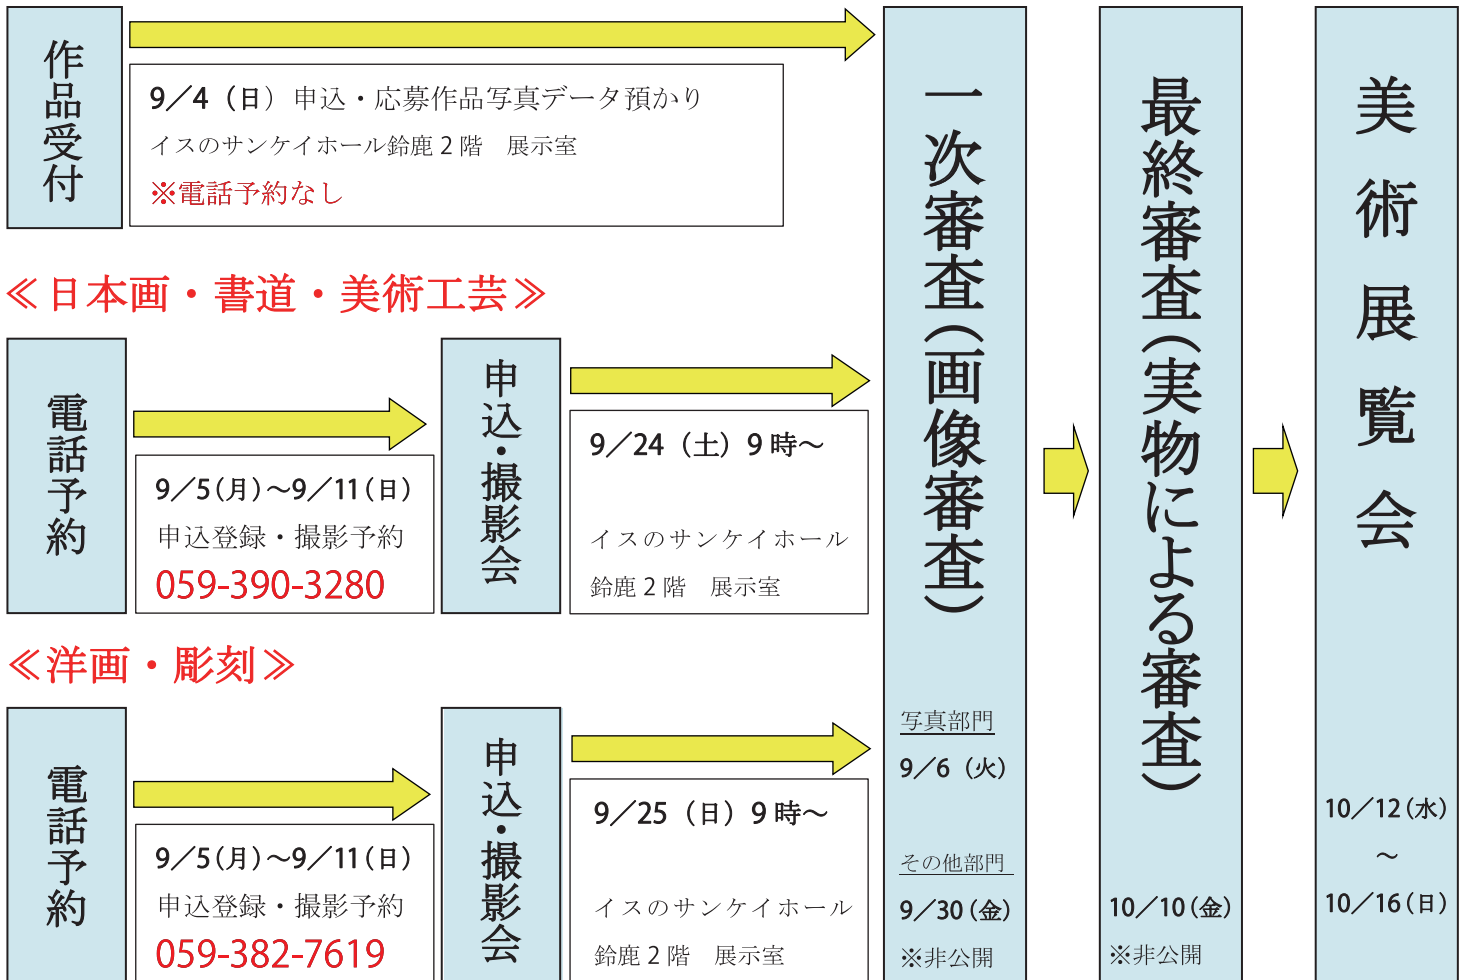 作品受付
9／4（日）申込・応募作品写真データ預かり
イスのサンケイホール鈴鹿2階　展示室
※電話予約なし
≪日本画・書道・美術工芸≫
電話予約
9／5（月）～9／11（日）
申込登録・撮影予約
059-390-3280
申込・撮影会
9／24（土）9時～
イスのサンケイホール
鈴鹿2階　展示室
≪洋画・彫刻≫
電話予約
9／5（月）～9／11（日）
申込登録・撮影予約
059-382-7619
申込・撮影会
9／25（日）9時～
イスのサンケイホール
鈴鹿2階　展示室
一次審査（画像審査）
写真部門
9／6（火）
その他部門
9／30（金）
※非公開
最終審査（実物による審査）
10／10（金）
※非公開
美術展覧会
10／12（水）
～
10／16（日）